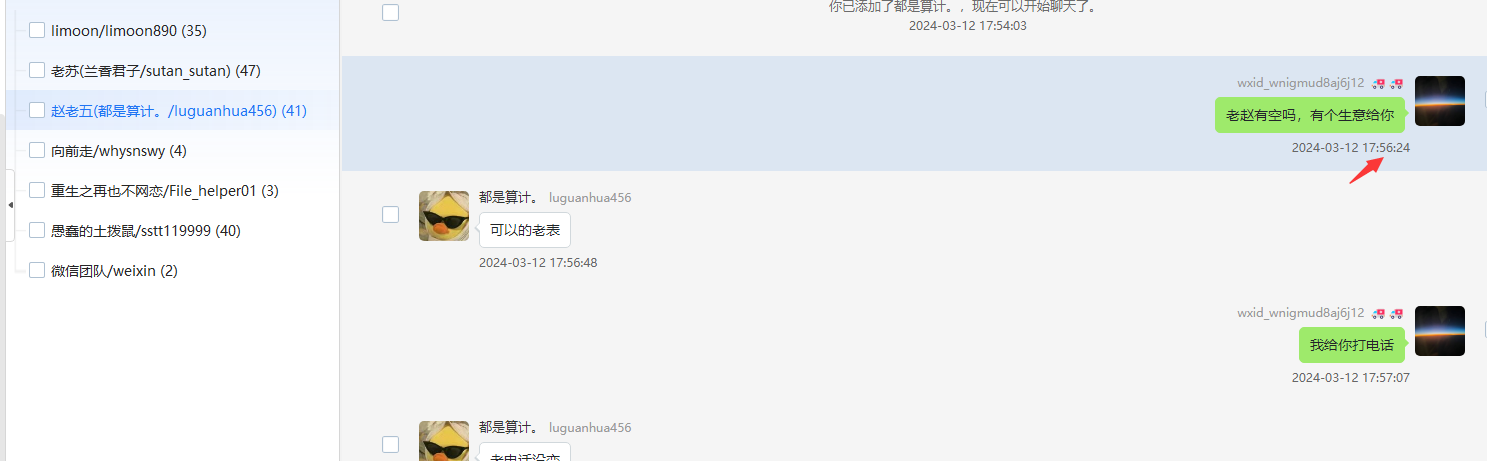 limoon/limoon890 (35)
老苏(兰香君子/sutan_sutan) (47)
赵老五(都是算计。/luguanhua456) (41)
向前走/whysnswy (4)
重生之再也不网恋/File_helper01 (3)
愚蠢的土拨鼠/sstt119999 (40)
微信团队/weixin (2)
你已添加了都是算计。，现在可以开始聊天了。
2024-03-12 17:54:03
wxid_wnigmud8aj6j12
老赵有空吗，有个生意给你
2024-03-12 17:56:24
都是算计。 luguanhua456
可以的老表
2024-03-12 17:56:48
wxid_wnigmud8aj6j12
我给你打电话
2024-03-12 17:57:07
都是算计。 luguanhua456
老电话没变